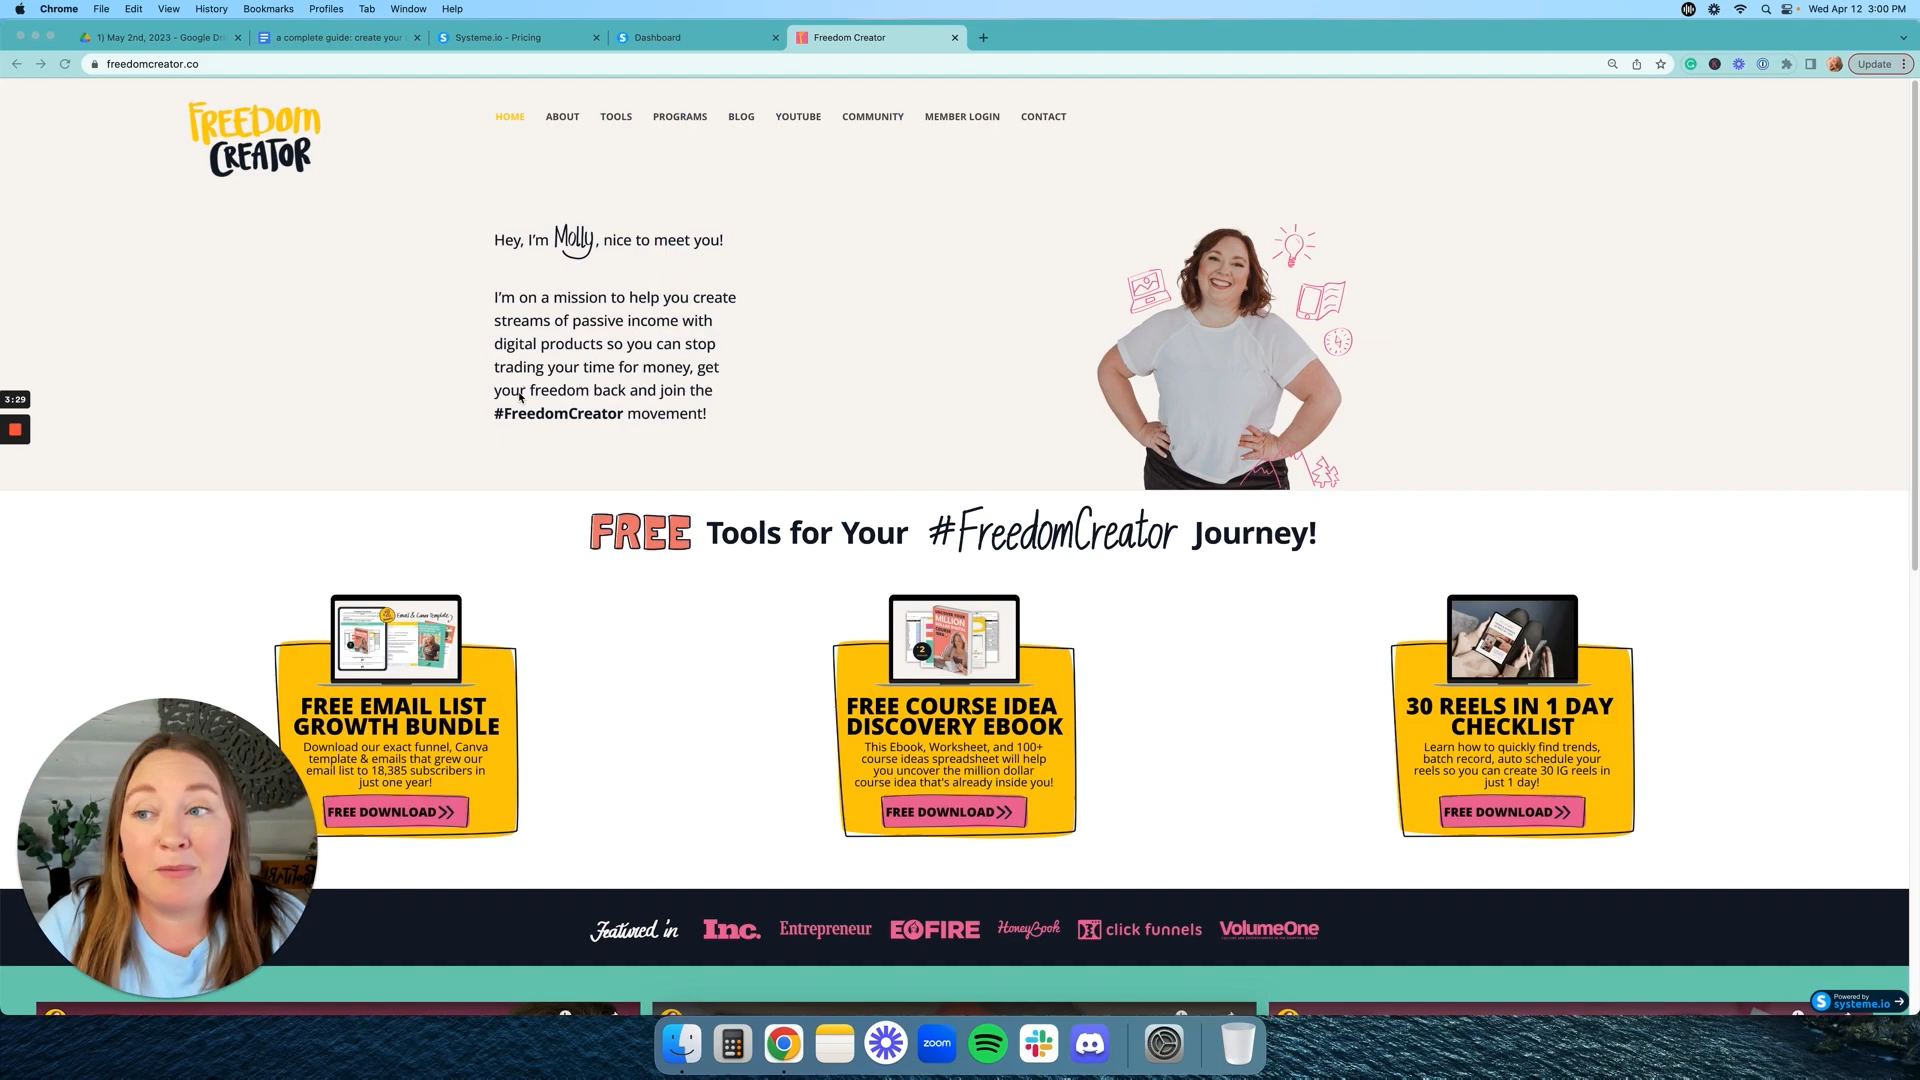 Chrome File Edit View History Bookmarks Profiles Tab Window Help
Wed Apr 12 3:00 PM
1) May 2nd, 2023 - Google Dri
a complete guide: create your
Systeme.io - Pricing
Dashboard
Freedom Creator
freedomcreator.co
Update
FREEDOM
CREATOR
HOME ABOUT TOOLS PROGRAMS BLOG YOUTUBE COMMUNITY MEMBER LOGIN CONTACT
Hey, I'm Molly, nice to meet you!
I'm on a mission to help you create
streams of passive income with
digital products so you can stop
trading your time for money, get
your freedom back and join the
#FreedomCreator movement!
3:29
FREE Tools for Your #FreedomCreator Journey!
Email & Canva Template
MILLION
COURSE
IDEA
FREE EMAIL LIST
GROWTH BUNDLE
Download our exact funnel, Canva
template & emails that grew our
email list to 18,385 subscribers in
just one year!
FREE DOWNLOAD
FREE COURSE IDEA
DISCOVERY EBOOK
This Ebook, Worksheet, and 100+
course ideas spreadsheet will help
you uncover the million dollar
course idea that's already inside you!
FREE DOWNLOAD
30 REELS IN 1 DAY
CHECKLIST
Learn how to quickly find trends,
batch record, auto schedule your
reels so you can create 30 IG reels in
just 1 day!
FREE DOWNLOAD
Featured in Inc. Entrepreneur EOFIRE HoneyBook click funnels VolumeOne
Powered by
systeme.io
zoom